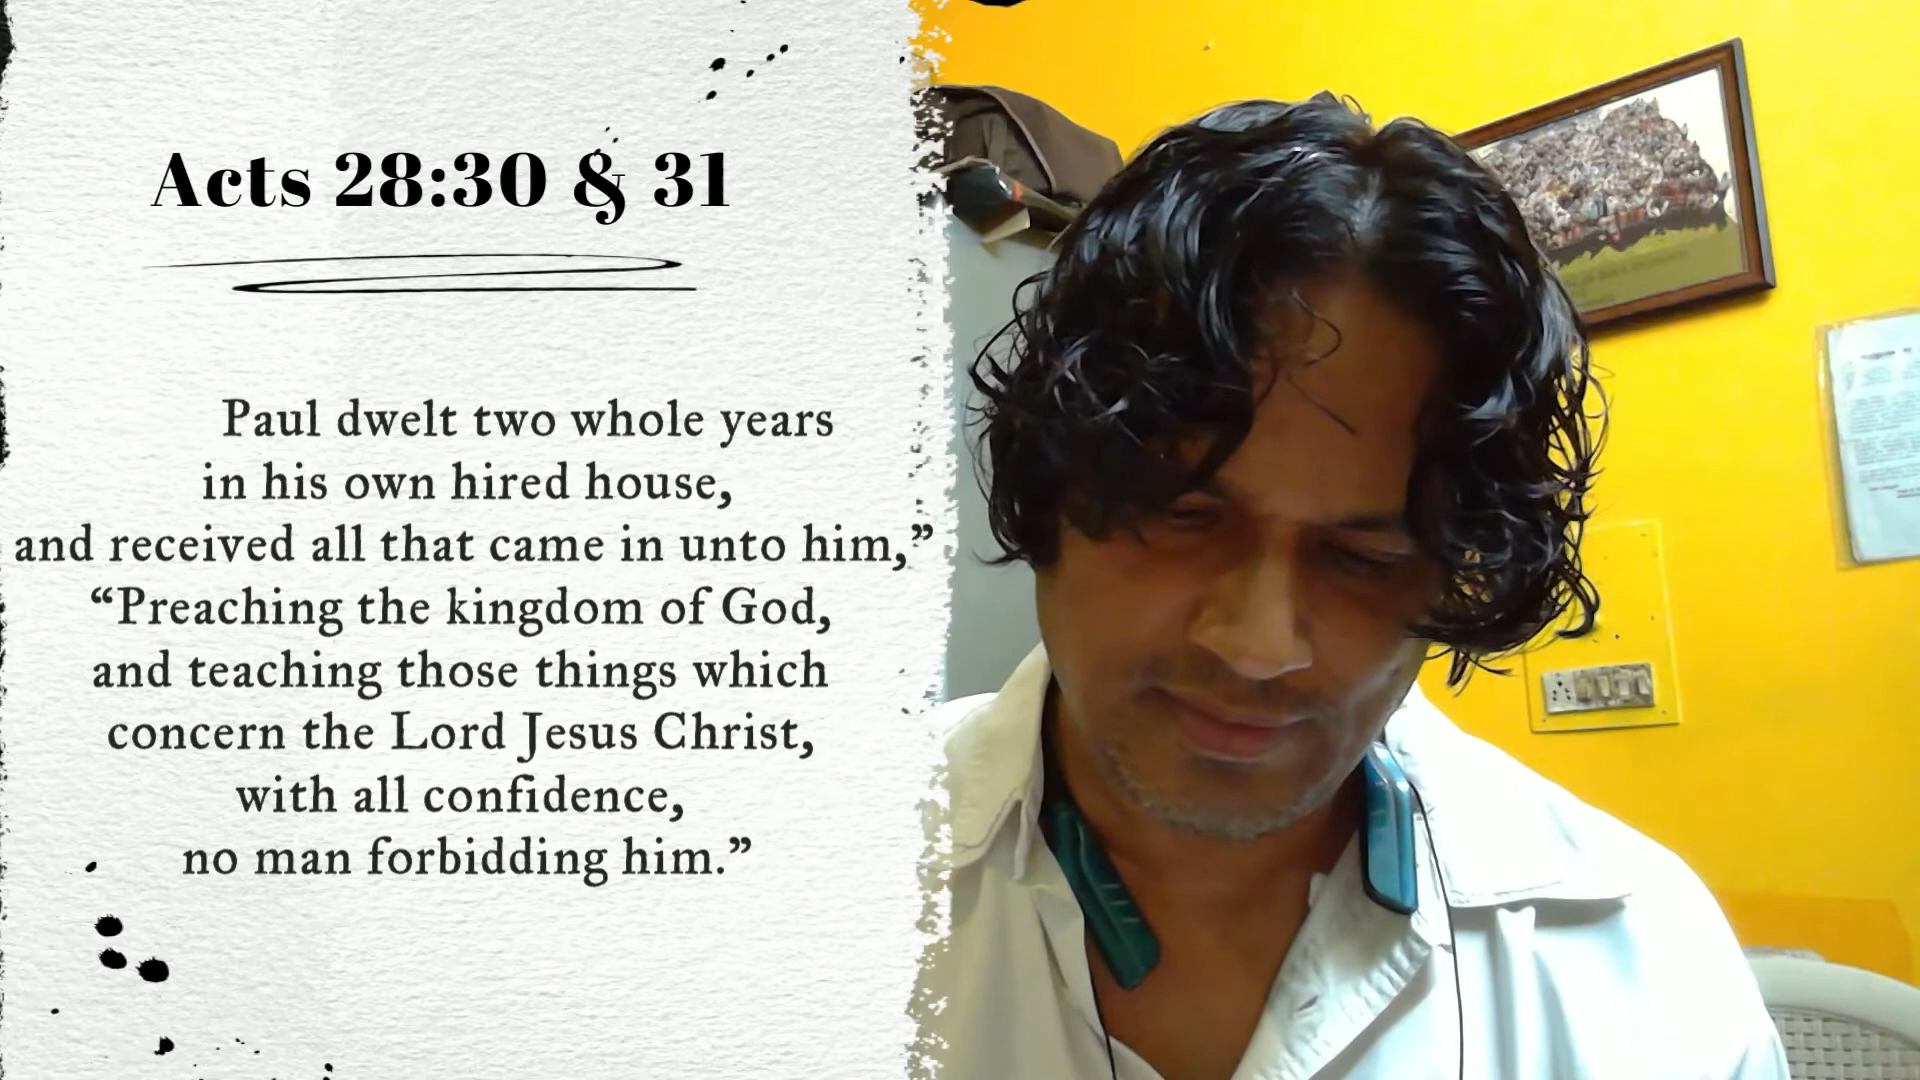 Acts 28:30 & 31
Paul dwelt two whole years
in his own hired house,
and received all that came in unto him,”
“Preaching the kingdom of God,
and teaching those things which
concern the Lord Jesus Christ,
with all confidence,
no man forbidding him.”